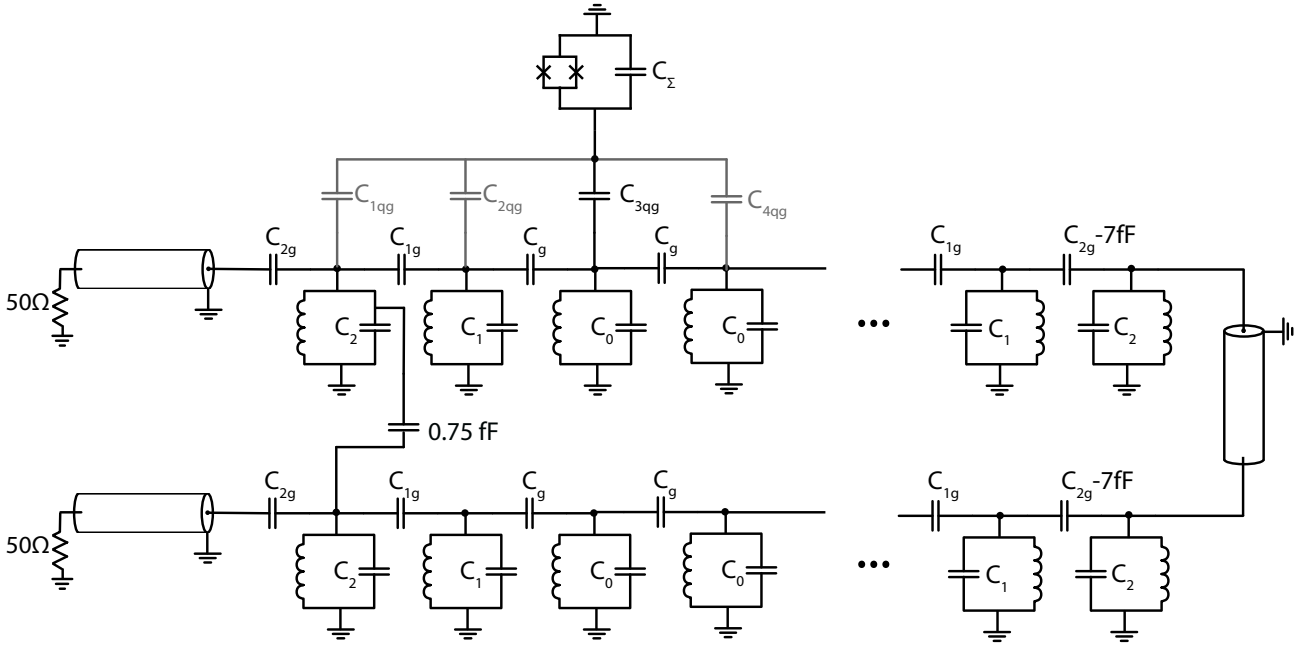 C_Σ
C_1qg C_2qg C_3qg C_4qg
C_2g C_1g C_g C_g C_1g C_2g-7fF
50Ω C_2 C_1 C_0 C_0 ••• C_1 C_2
0.75 fF
C_2g C_1g C_g C_g C_1g C_2g-7fF
50Ω C_2 C_1 C_0 C_0 ••• C_1 C_2